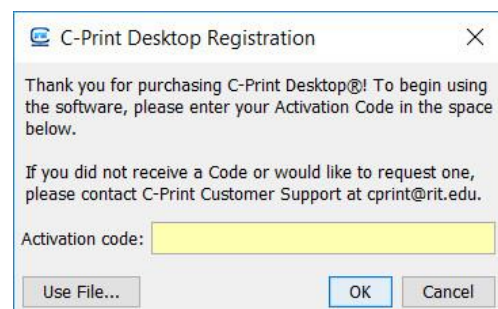 C-Print Desktop Registration
Thank you for purchasing C-Print Desktop®! To begin using
the software, please enter your Activation Code in the space
below.
If you did not receive a Code or would like to request one,
please contact C-Print Customer Support at cprint@rit.edu.
Activation code:
Use File... OK Cancel